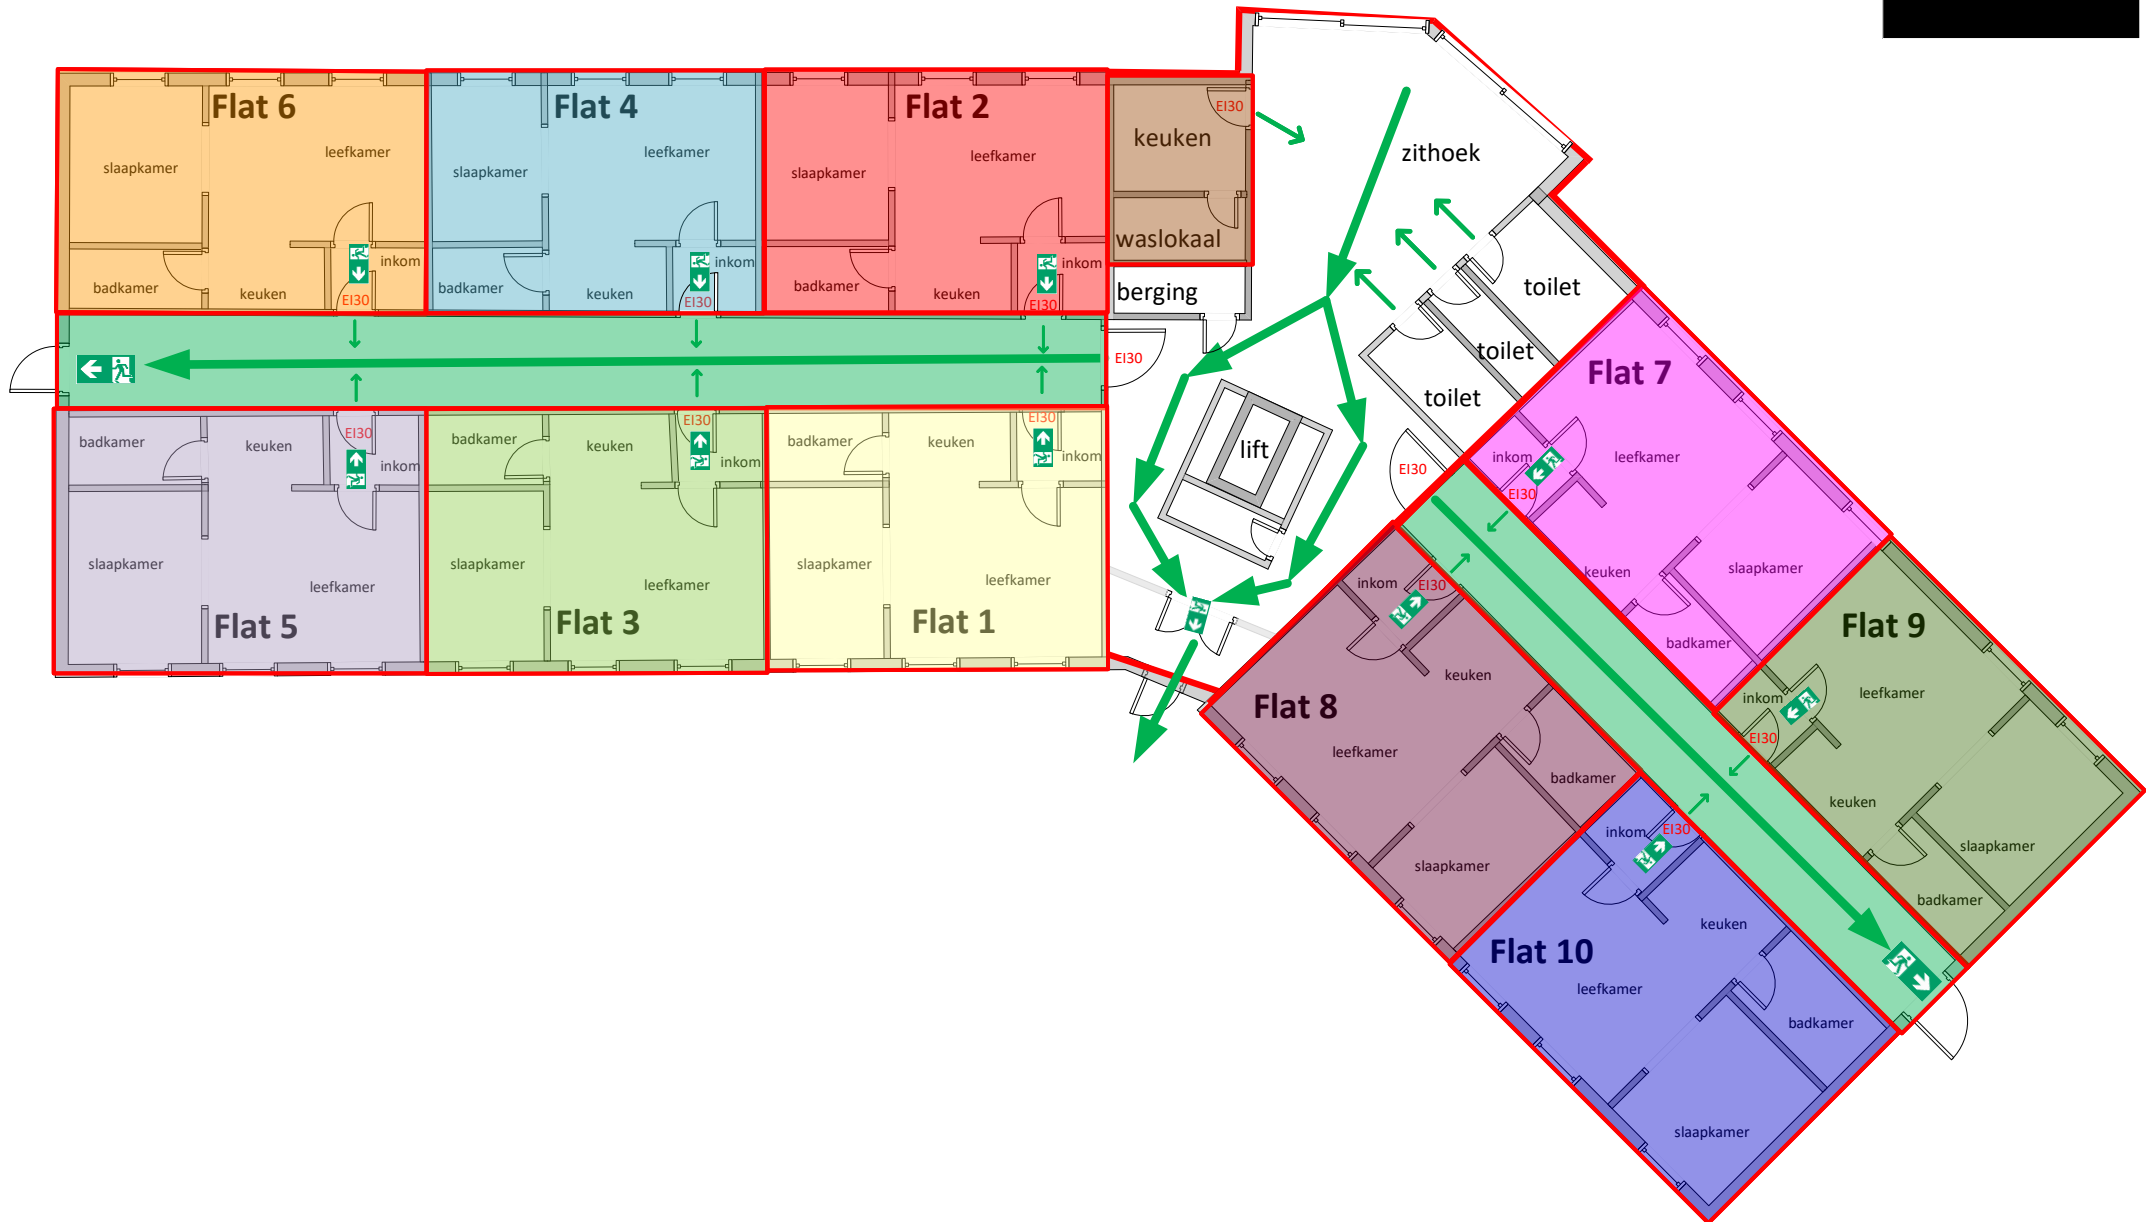 Flat 6
slaapkamer
leefkamer
badkamer
keuken
inkom
EI30
Flat 4
slaapkamer
leefkamer
badkamer
keuken
inkom
EI30
Flat 2
slaapkamer
leefkamer
badkamer
keuken
inkom
EI30
keuken
EI30
waslokaal
berging
zithoek
toilet
toilet
toilet
lift
EI30
EI30
badkamer
keuken
EI30
inkom
slaapkamer
leefkamer
Flat 5
badkamer
keuken
EI30
inkom
slaapkamer
leefkamer
Flat 3
badkamer
keuken
EI30
inkom
slaapkamer
leefkamer
Flat 1
Flat 7
inkom
leefkamer
EI30
keuken
slaapkamer
badkamer
Flat 9
inkom
leefkamer
EI30
keuken
slaapkamer
badkamer
inkom
EI30
keuken
Flat 8
leefkamer
badkamer
slaapkamer
inkom
EI30
keuken
Flat 10
leefkamer
badkamer
slaapkamer